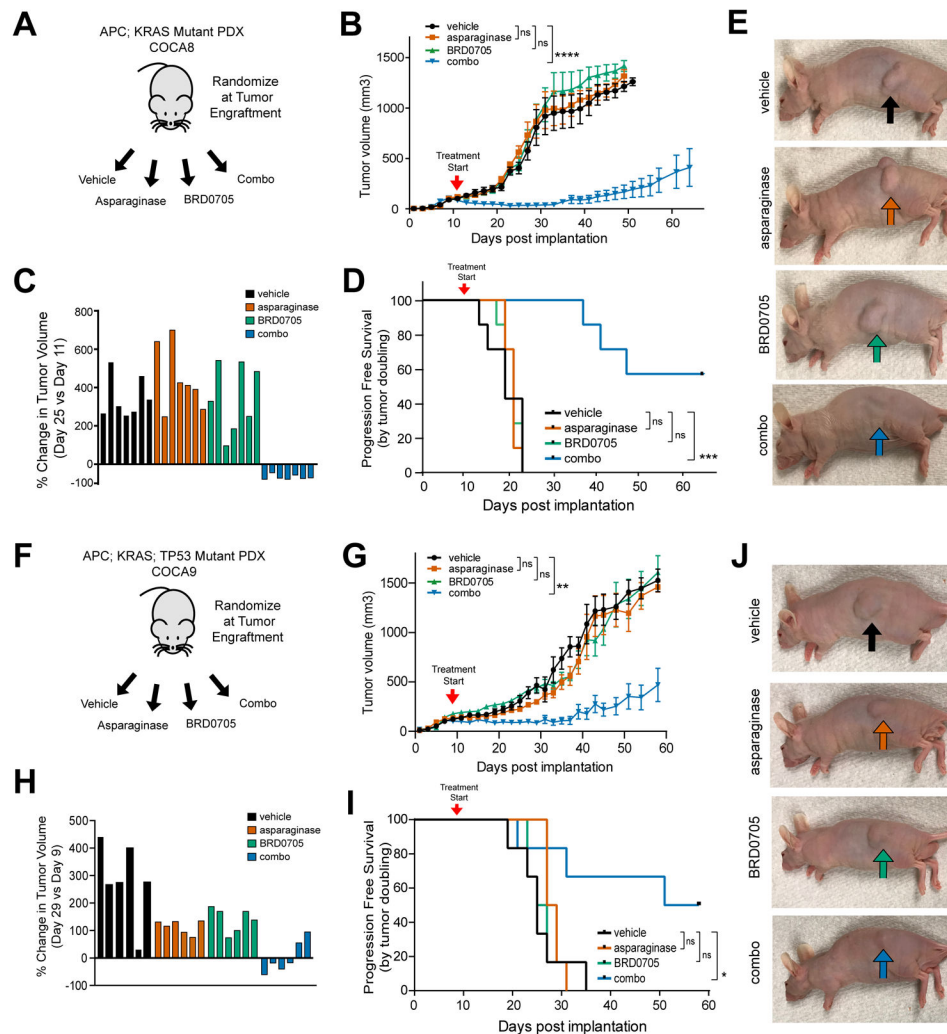 A
APC; KRAS Mutant PDX
COCA8
Randomize
at Tumor
Engraftment
Vehicle
Asparaginase
BRD0705
Combo
B
vehicle
asparaginase
BRD0705
combo
ns
ns
****
Tumor volume (mm3)
1500
1000
500
0
Treatment
Start
0 10 20 30 40 50 60
Days post implantation
E
vehicle
asparaginase
BRD0705
combo
C
% Change in Tumor Volume
(Day 25 vs Day 11)
800
600
400
200
0
-100
vehicle
asparaginase
BRD0705
combo
D
Treatment
Start
Progression Free Survival
(by tumor doubling)
100
80
60
40
20
0
vehicle
asparaginase
BRD0705
combo
ns
ns
***
0 10 20 30 40 50 60
Days post implantation
F
APC; KRAS; TP53 Mutant PDX
COCA9
Randomize
at Tumor
Engraftment
Vehicle
Asparaginase
BRD0705
Combo
G
vehicle
asparaginase
BRD0705
combo
ns
ns
**
Tumor volume (mm3)
1500
1000
500
0
Treatment
Start
0 10 20 30 40 50 60
Days post implantation
J
vehicle
asparaginase
BRD0705
combo
H
% Change in Tumor Volume
(Day 29 vs Day 9)
500
400
300
200
100
0
-100
vehicle
asparaginase
BRD0705
combo
I
Treatment
Start
Progression Free Survival
(by tumor doubling)
100
80
60
40
20
0
vehicle
asparaginase
BRD0705
combo
ns
ns
*
0 10 20 30 40 50 60
Days post implantation